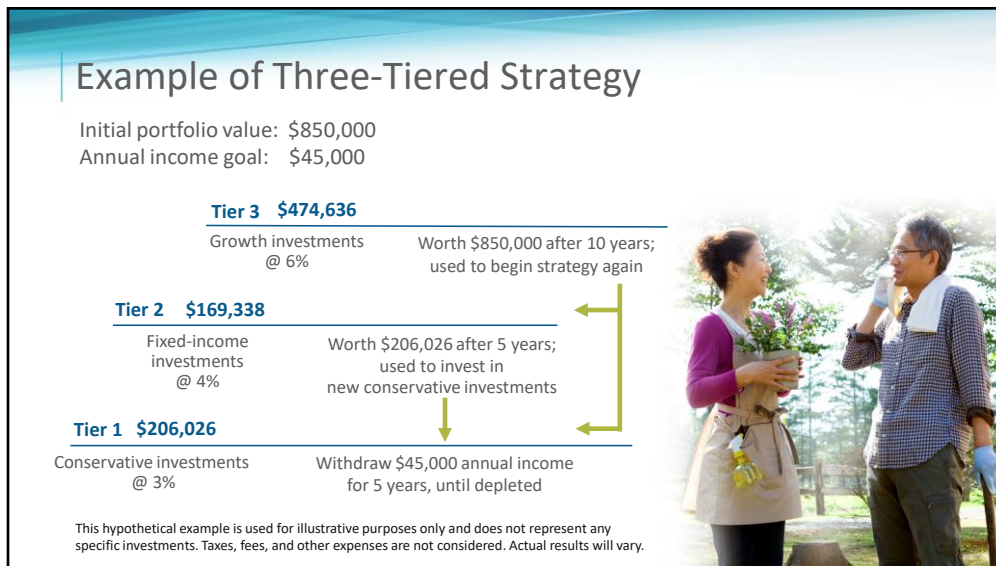 Example of Three-Tiered Strategy
Initial portfolio value: $850,000
Annual income goal: $45,000
Tier 3 $474,636
Growth investments
@ 6%
Worth $850,000 after 10 years;
used to begin strategy again
Tier 2 $169,338
Fixed-income
investments
@ 4%
Worth $206,026 after 5 years;
used to invest in
new conservative investments
Tier 1 $206,026
Conservative investments
@ 3%
Withdraw $45,000 annual income
for 5 years, until depleted
This hypothetical example is used for illustrative purposes only and does not represent any
specific investments. Taxes, fees, and other expenses are not considered. Actual results will vary.